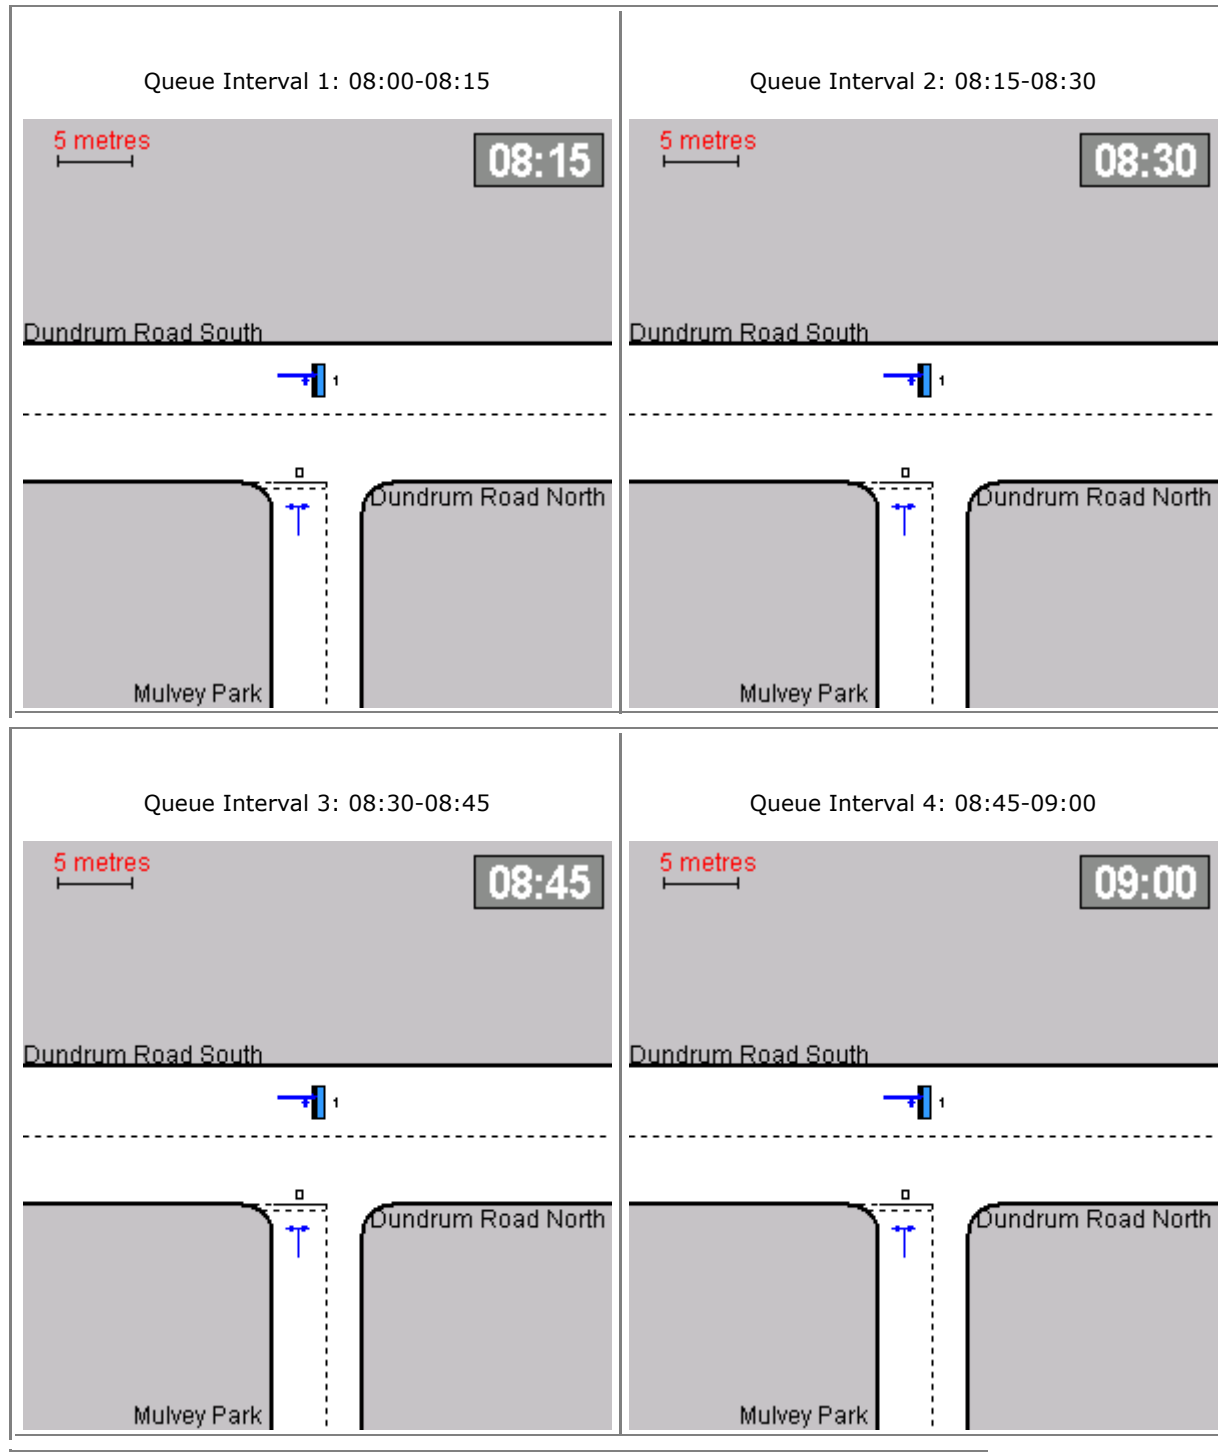 Queue Interval 1: 08:00-08:15
5 metres
08:15
Dundrum Road South
1
0
Dundrum Road North
Mulvey Park
Queue Interval 2: 08:15-08:30
5 metres
08:30
Dundrum Road South
1
0
Dundrum Road North
Mulvey Park
Queue Interval 3: 08:30-08:45
5 metres
08:45
Dundrum Road South
1
0
Dundrum Road North
Mulvey Park
Queue Interval 4: 08:45-09:00
5 metres
09:00
Dundrum Road South
1
0
Dundrum Road North
Mulvey Park